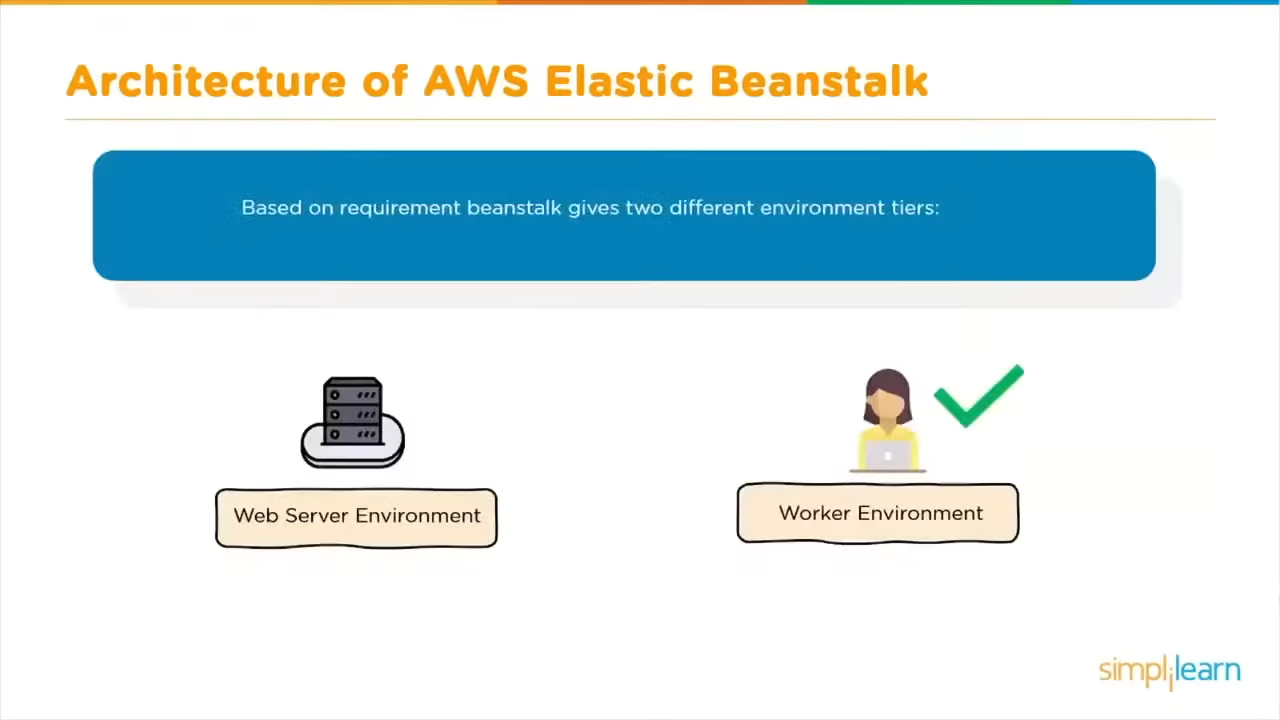 Architecture of AWS Elastic Beanstalk
Based on requirement beanstalk gives two different environment tiers:
Web Server Environment
Worker Environment
simplilearn